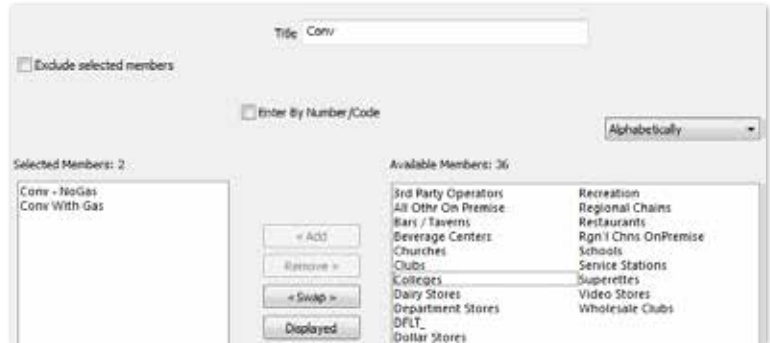 Title Conv
Exclude selected members
Enter By Number/Code
Alphabetically
Selected Members: 2
Conv - NoGas
Conv With Gas
« Add
Remove »
« Swap »
Displayed
Available Members: 36
3rd Party Operators
All Othr On Premise
Bars / Taverns
Beverage Centers
Churches
Clubs
Colleges
Dairy Stores
Department Stores
DFLT_
Dollar Stores
Recreation
Regional Chains
Restaurants
Rgn'l Chns OnPremise
Schools
Service Stations
Superettes
Video Stores
Wholesale Clubs